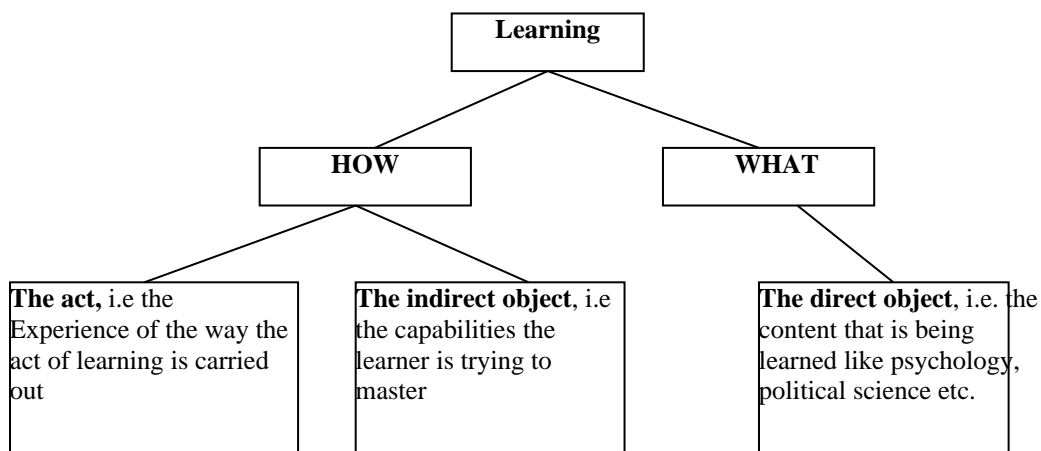 Learning
HOW
WHAT
The act, i.e the
Experience of the way the
act of learning is carried
out
The indirect object, i.e
the capabilities the
learner is trying to
master
The direct object, i.e. the
content that is being
learned like psychology,
political science etc.